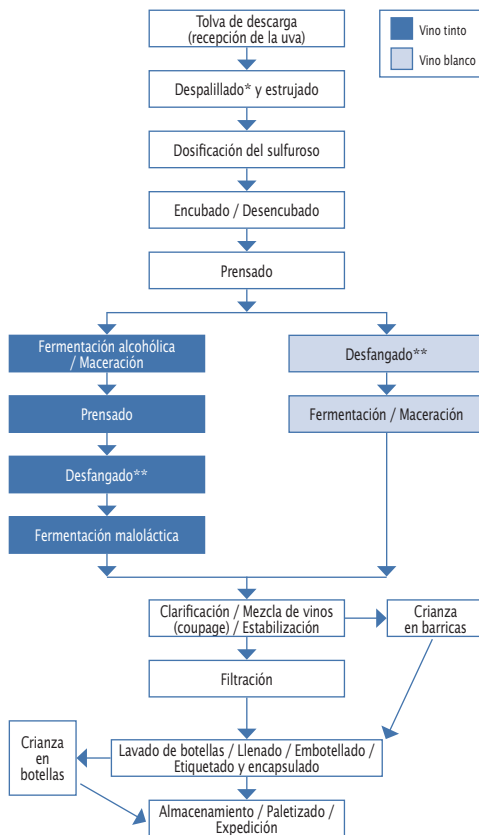 Tolva de descarga
(recepción de la uva)
Vino tinto
Vino blanco
Despalillado* y estrujado
Dosificación del sulfuroso
Encubado / Desencubado
Prensado
Fermentación alcohólica
/ Maceración
Prensado
Desfangado**
Fermentación maloláctica
Desfangado**
Fermentación / Maceración
Clarificación / Mezcla de vinos
(coupage) / Estabilización
Crianza
en barricas
Filtración
Crianza
en
botellas
Lavado de botellas / Llenado / Embotellado /
Etiquetado y encapsulado
Almacenamiento / Paletizado /
Expedición